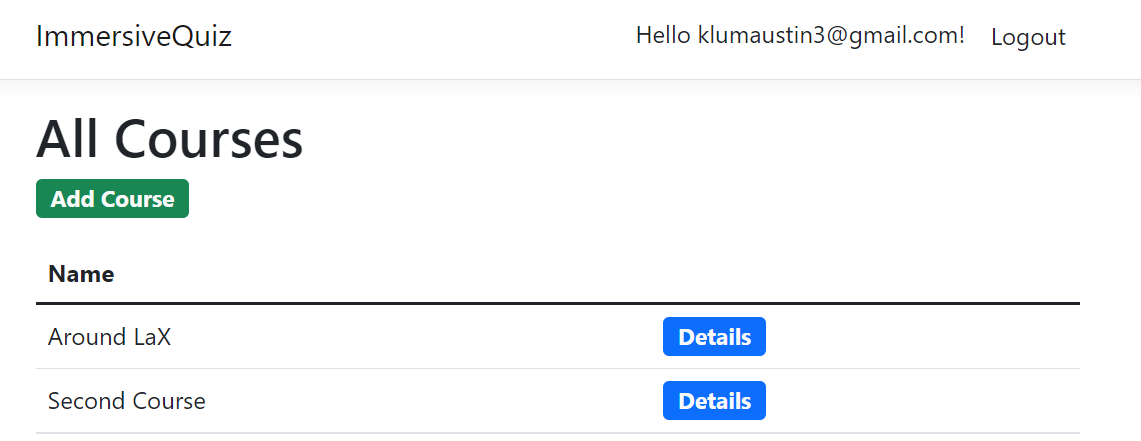 ImmersiveQuiz Hello klumaustin3@gmail.com! Logout
All Courses
Add Course
Name
Around LaX Details
Second Course Details